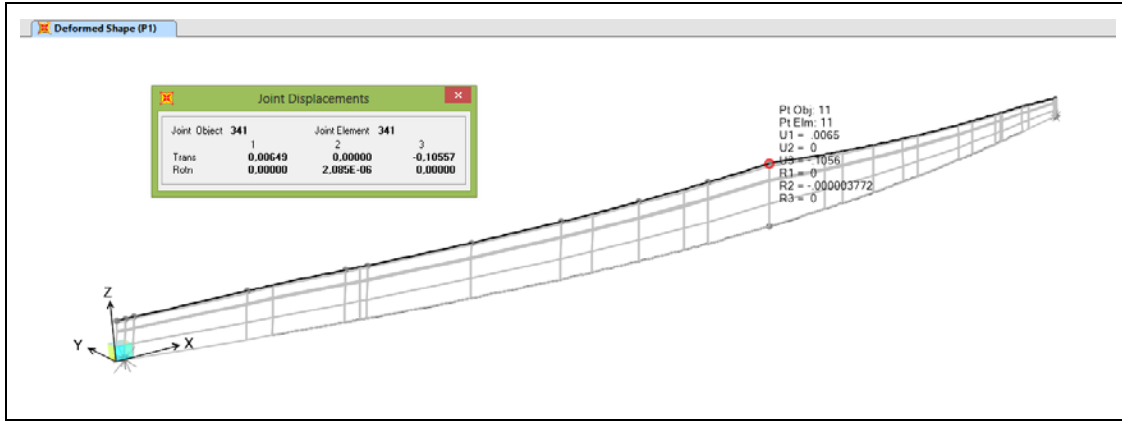 Deformed Shape (P1)
Joint Displacements
Joint Object 341 Joint Element 341
1 2 3
Trans 0,00649 0,00000 -0,10557
Rotn 0,00000 2,085E-06 0,00000
Pt Obj: 11
Pt Elm: 11
U1 = .0065
U2 = 0
U3 = -.1056
R1 = 0
R2 = -.000003772
R3 = 0
Z
Y
X